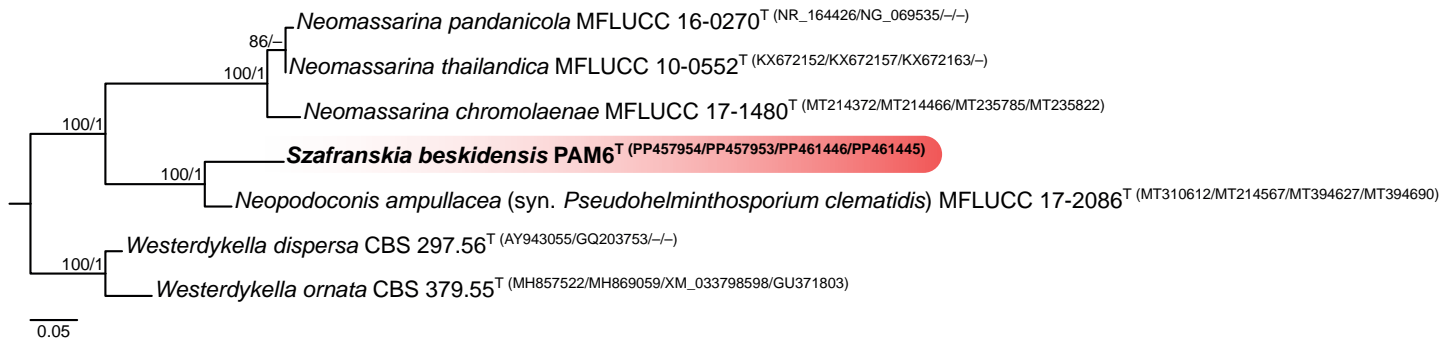 Neomassarina pandanicola MFLUCC 16-0270T (NR_164426/NG_069535/–/–)
86/–
Neomassarina thailandica MFLUCC 10-0552T (KX672152/KX672157/KX672163/–)
100/1
Neomassarina chromolaenae MFLUCC 17-1480T (MT214372/MT214466/MT235785/MT235822)
100/1
Szafranskia beskidensis PAM6T (PP457954/PP457953/PP461446/PP461445)
100/1
Neopodoconis ampullacea (syn. Pseudohelminthosporium clematidis) MFLUCC 17-2086T (MT310612/MT214567/MT394627/MT394690)
Westerdykella dispersa CBS 297.56T (AY943055/GQ203753/–/–)
100/1
Westerdykella ornata CBS 379.55T (MH857522/MH869059/XM_033798598/GU371803)
0.05